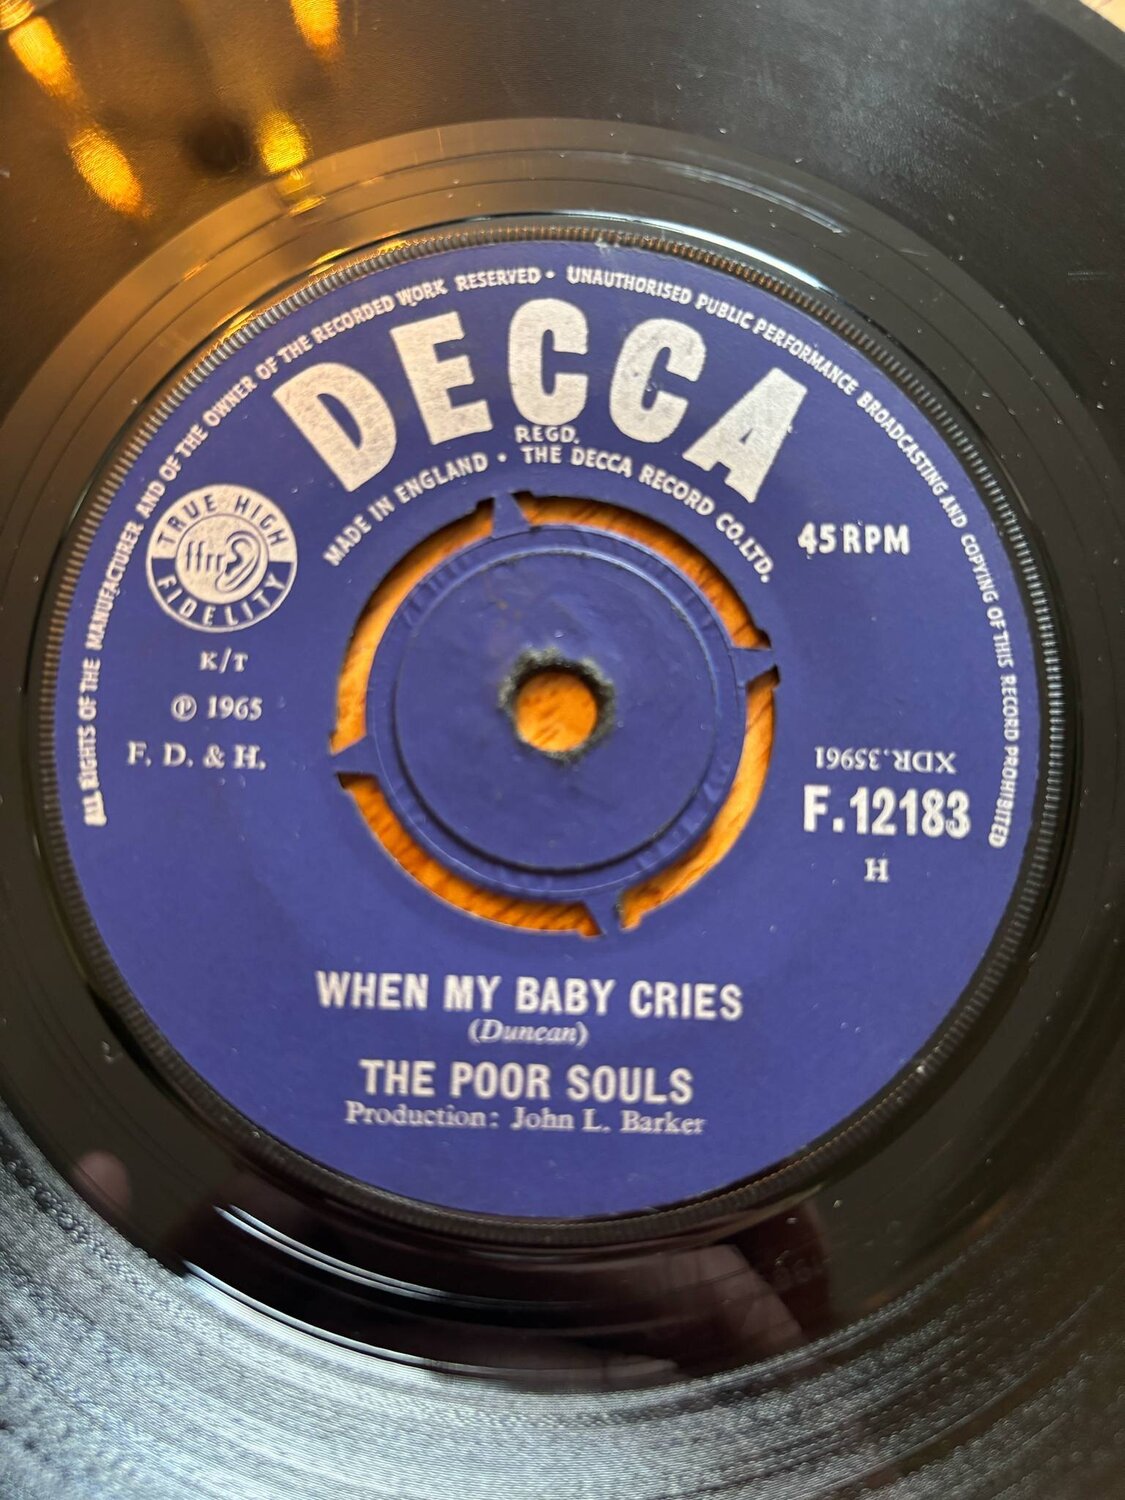 ALL RIGHTS OF THE MANUFACTURER AND OF THE OWNER OF THE RECORDED WORK RESERVED • UNAUTHORISED PUBLIC PERFORMANCE BROADCASTING AND COPYING OF THIS RECORD PROHIBITED
DECCA
REGD.
MADE IN ENGLAND • THE DECCA RECORD CO. LTD.
TRUE HIGH
ffrr
FIDELITY
45 RPM
K/T
℗ 1965
F. D. & H.
XDR.35961
F.12183
H
WHEN MY BABY CRIES
(Duncan)
THE POOR SOULS
Production: John L. Barker